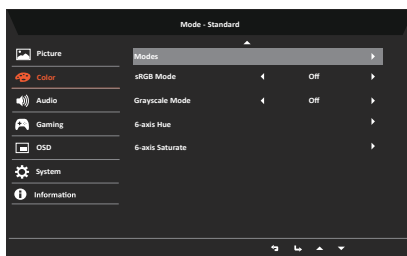 Mode - Standard
Picture
Color
Audio
Gaming
OSD
System
Information
Modes
sRGB Mode Off
Grayscale Mode Off
6-axis Hue
6-axis Saturate